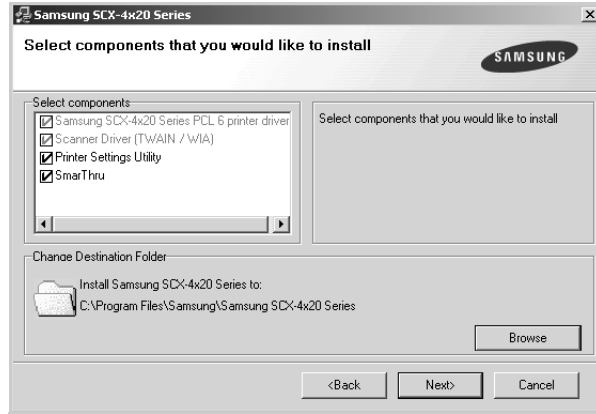 Samsung SCX-4x20 Series
Select components that you would like to install
SAMSUNG
Select components
Samsung SCX-4x20 Series PCL 6 printer driver
Scanner Driver (TWAIN / WIA)
Printer Settings Utility
SmarThru
Select components that you would like to install
Change Destination Folder
Install Samsung SCX-4x20 Series to:
C:\Program Files\Samsung\Samsung SCX-4x20 Series
Browse
<Back
Next>
Cancel